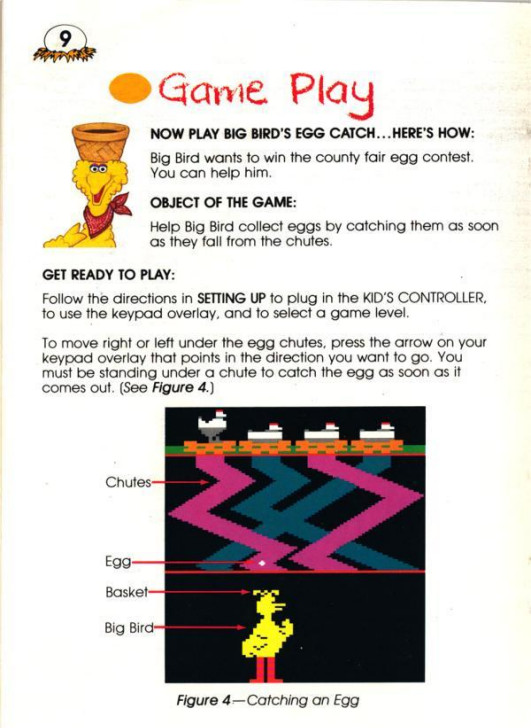 9
Game Play
NOW PLAY BIG BIRD'S EGG CATCH...HERE'S HOW:
Big Bird wants to win the county fair egg contest.
You can help him.
OBJECT OF THE GAME:
Help Big Bird collect eggs by catching them as soon
as they fall from the chutes.
GET READY TO PLAY:
Follow the directions in SETTING UP to plug in the KID'S CONTROLLER,
to use the keypad overlay, and to select a game level.
To move right or left under the egg chutes, press the arrow on your
keypad overlay that points in the direction you want to go. You
must be standing under a chute to catch the egg as soon as it
comes out. (See Figure 4.)
Chutes
Egg
Basket
Big Bird
Figure 4—Catching an Egg